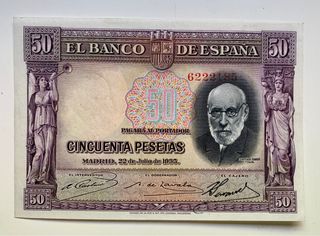 50 EL BANCO DE ESPAÑA 50
6222185
50
PAGARÁ AL PORTADOR
CINCUENTA PESETAS
MADRID, 22 de Julio de 1935.
EL INTERVENTOR EL GOBERNADOR EL CAJERO
50 50